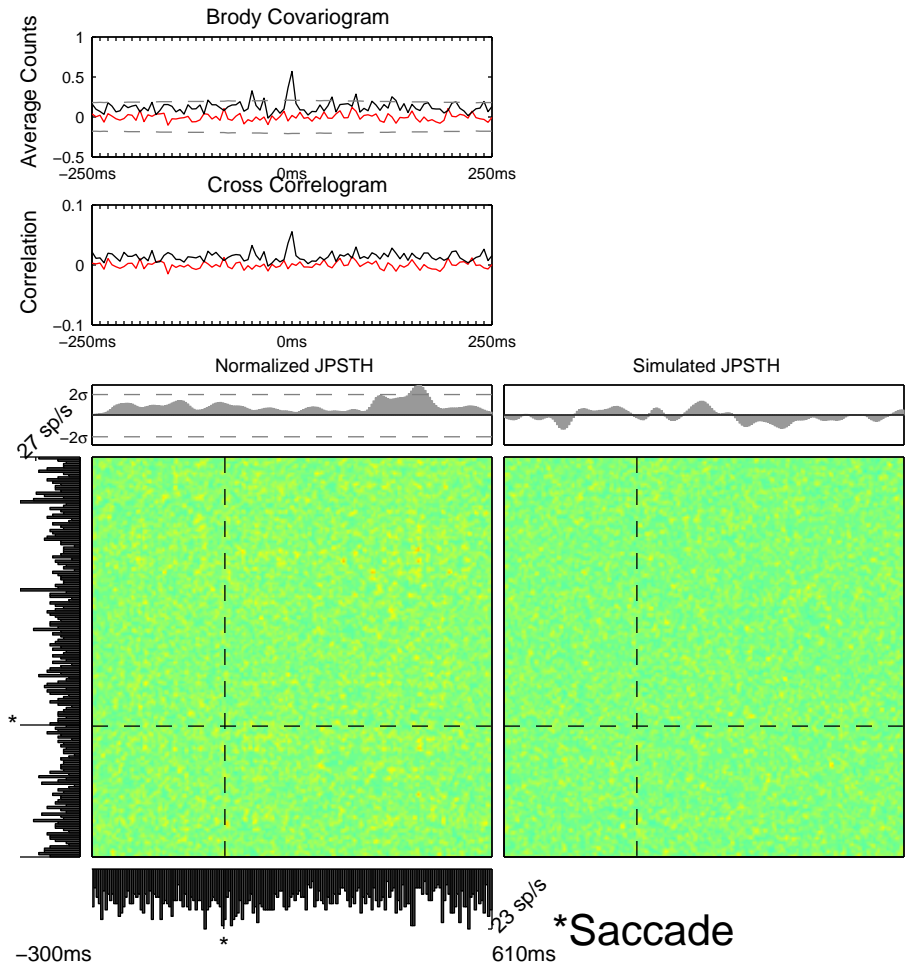 Brody Covariogram
Average Counts
1
0.5
0
−0.5
−250ms
0ms
250ms
Cross Correlogram
Correlation
0.1
0
−0.1
−250ms
0ms
250ms
Normalized JPSTH
Simulated JPSTH
2σ
−2σ
27 sp/s
*
23 sp/s
*
*Saccade
−300ms
610ms